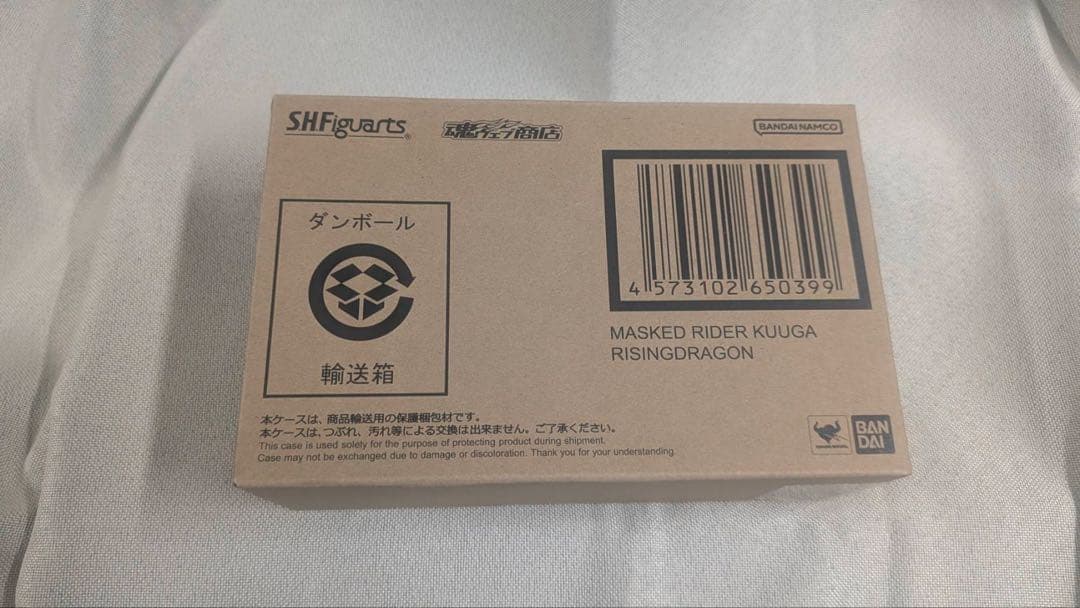 S.H.Figuarts
魂ウェブ商店
BANDAI NAMCO
ダンボール
輸送箱
4 573102 650399
MASKED RIDER KUUGA
RISINGDRAGON
本ケースは、商品輸送用の保護梱包材です。
本ケースは、つぶれ、汚れ等による交換は出来ません。ご了承ください。
This case is used solely for the purpose of protecting product during shipment.
Case may not be exchanged due to damage or discoloration. Thank you for your understanding.
BAN
DAI